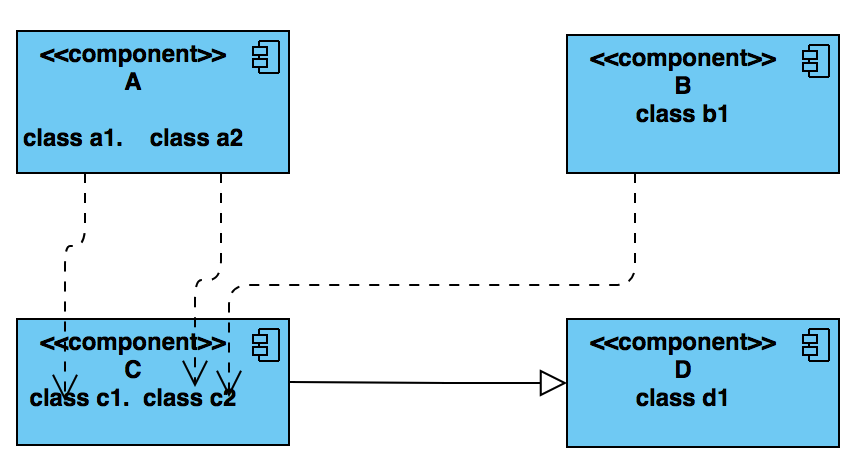 <<component>>
A
class a1.    class a2
<<component>>
B
class b1
<<component>>
C
class c1.  class c2
<<component>>
D
class d1